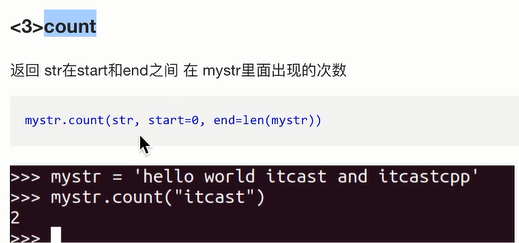 <3>count
返回 str在start和end之间 在 mystr里面出现的次数
mystr.count(str, start=0, end=len(mystr))
>>> mystr = 'hello world itcast and itcastcpp'
>>> mystr.count("itcast")
2
>>>